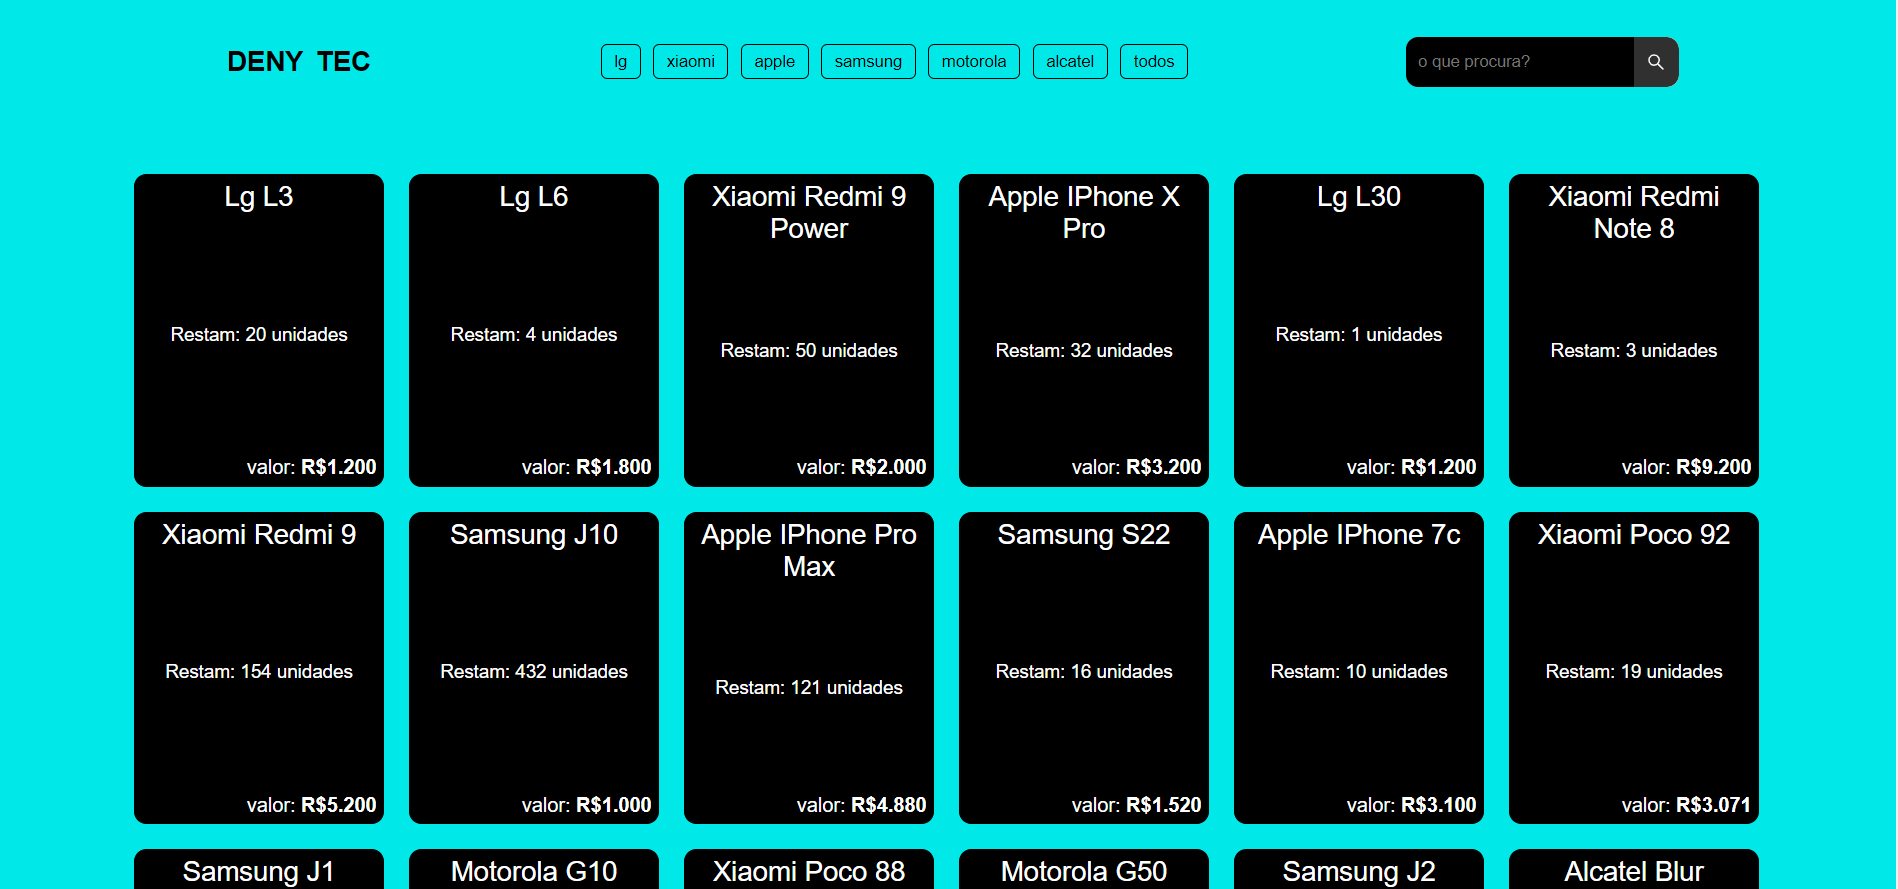 DENY TEC
lg
xiaomi
apple
samsung
motorola
alcatel
todos
o que procura?
Lg L3
Restam: 20 unidades
valor: R$1.200
Lg L6
Restam: 4 unidades
valor: R$1.800
Xiaomi Redmi 9
Power
Restam: 50 unidades
valor: R$2.000
Apple IPhone X
Pro
Restam: 32 unidades
valor: R$3.200
Lg L30
Restam: 1 unidades
valor: R$1.200
Xiaomi Redmi
Note 8
Restam: 3 unidades
valor: R$9.200
Xiaomi Redmi 9
Restam: 154 unidades
valor: R$5.200
Samsung J10
Restam: 432 unidades
valor: R$1.000
Apple IPhone Pro
Max
Restam: 121 unidades
valor: R$4.880
Samsung S22
Restam: 16 unidades
valor: R$1.520
Apple IPhone 7c
Restam: 10 unidades
valor: R$3.100
Xiaomi Poco 92
Restam: 19 unidades
valor: R$3.071
Samsung J1
Motorola G10
Xiaomi Poco 88
Motorola G50
Samsung J2
Alcatel Blur